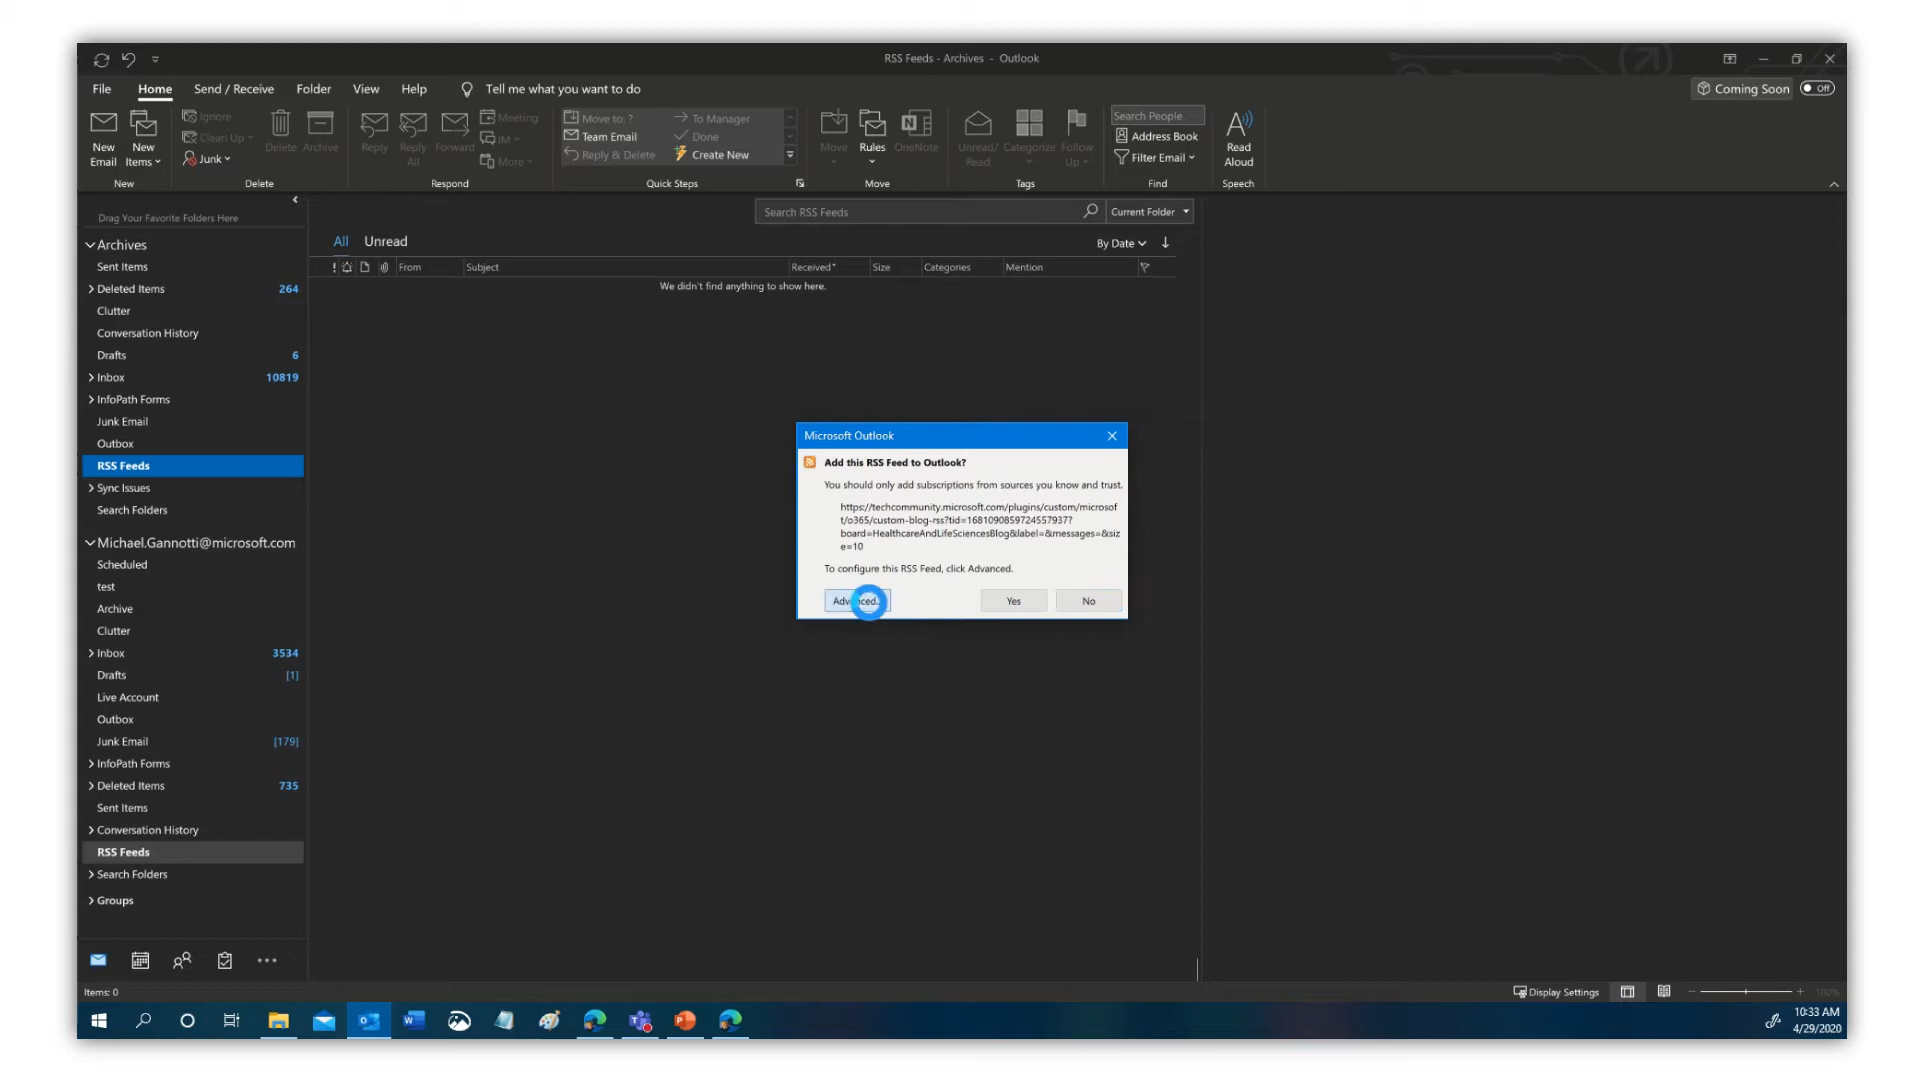 RSS Feeds - Archives - Outlook
File Home Send / Receive Folder View Help Tell me what you want to do
Coming Soon Off
New Email
New Items
Ignore
Clean Up
Junk
Delete
Archive
Reply
Reply All
Forward
Meeting
IM
More
Move to: ?
Team Email
Reply & Delete
To Manager
Done
Create New
Move
Rules
OneNote
Unread/ Read
Categorize
Follow Up
Search People
Address Book
Filter Email
Read Aloud
New Delete Respond Quick Steps Move Tags Find Speech
Drag Your Favorite Folders Here
Archives
Sent Items
Deleted Items 264
Clutter
Conversation History
Drafts 6
Inbox 10819
InfoPath Forms
Junk Email
Outbox
RSS Feeds
Sync Issues
Search Folders
Michael.Gannotti@microsoft.com
Scheduled
test
Archive
Clutter
Inbox 3534
Drafts [1]
Live Account
Outbox
Junk Email [179]
InfoPath Forms
Deleted Items 735
Sent Items
Conversation History
RSS Feeds
Search Folders
Groups
Search RSS Feeds
Current Folder
All Unread
By Date
From Subject Received Size Categories Mention
We didn't find anything to show here.
Microsoft Outlook
Add this RSS Feed to Outlook?
You should only add subscriptions from sources you know and trust.
https://techcommunity.microsoft.com/plugins/custom/microsof
t/o365/custom-blog-rss?tid=1681090859724557937?
board=HealthcareAndLifeSciencesBlog&label=&messages=&siz
e=10
To configure this RSS Feed, click Advanced.
Advanced... Yes No
Items: 0
Display Settings
100%
10:33 AM
4/29/2020